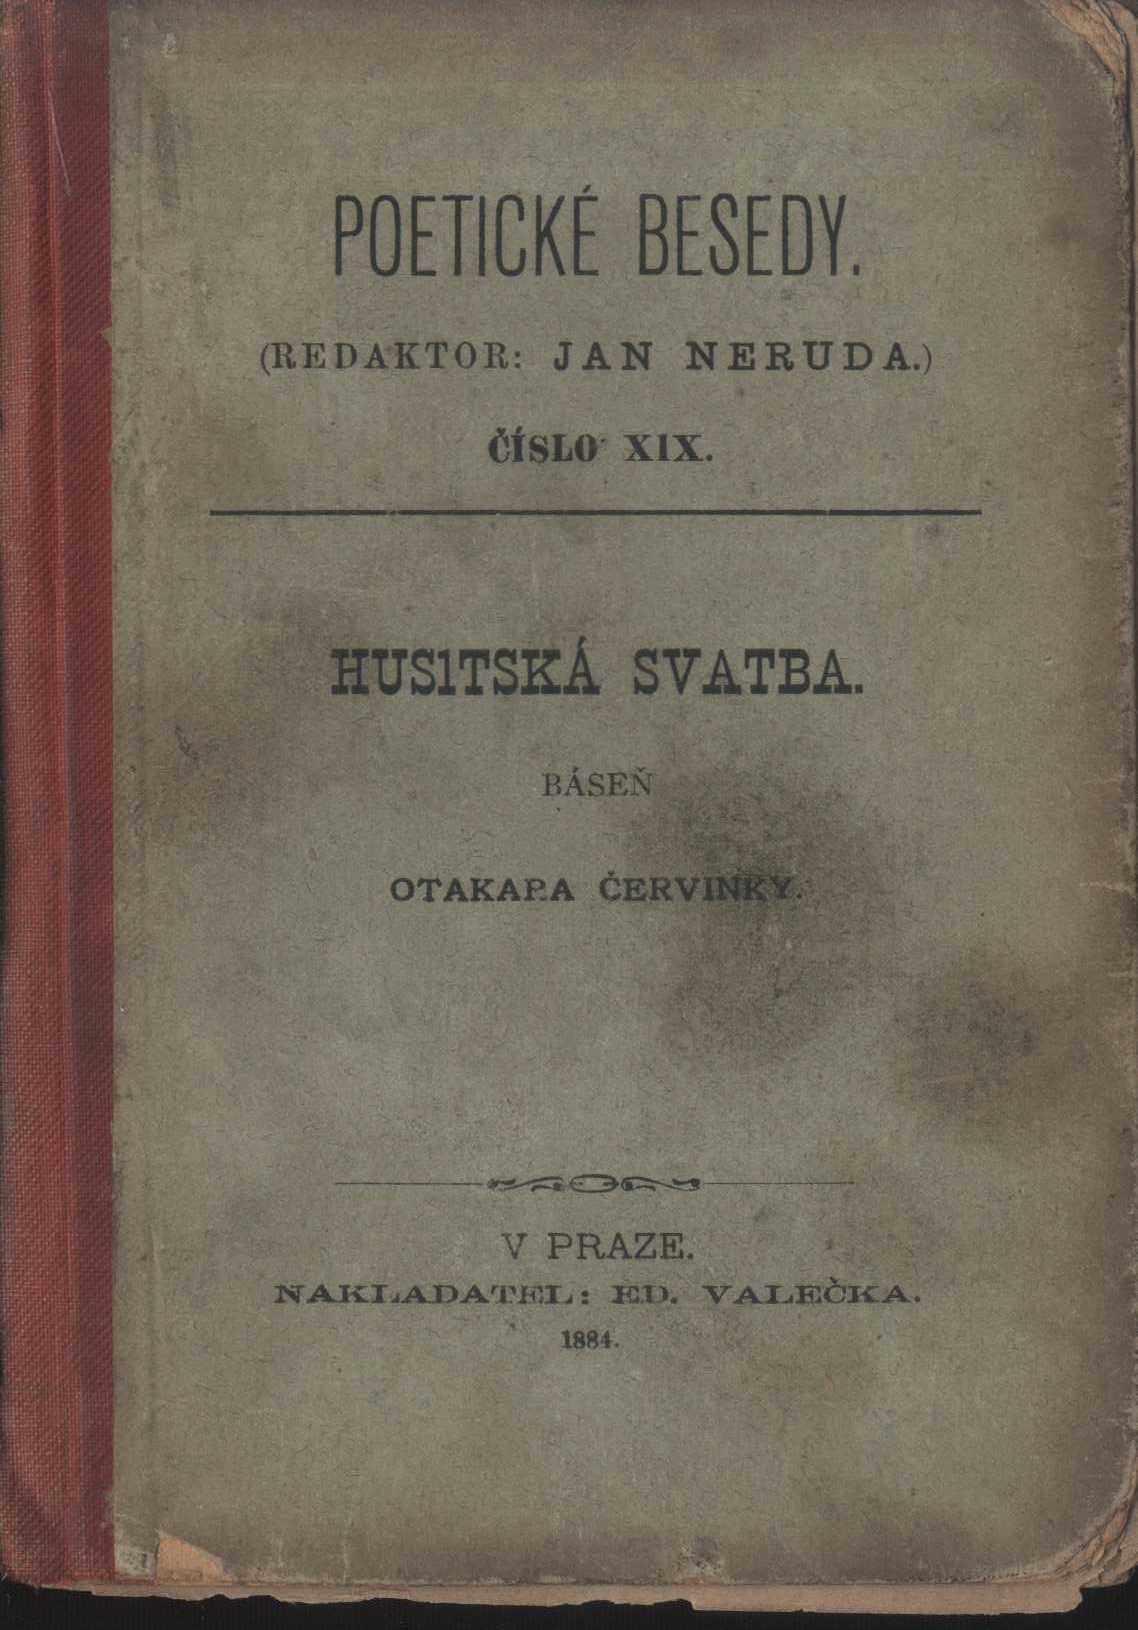 POETICKÉ BESEDY.
(REDAKTOR: JAN NERUDA.)
ČÍSLO XIX.
HUSITSKÁ SVATBA.
BÁSEŇ
OTAKARA ČERVINKY.
V PRAZE.
NAKLADATEL: ED. VALEČKA.
1884.